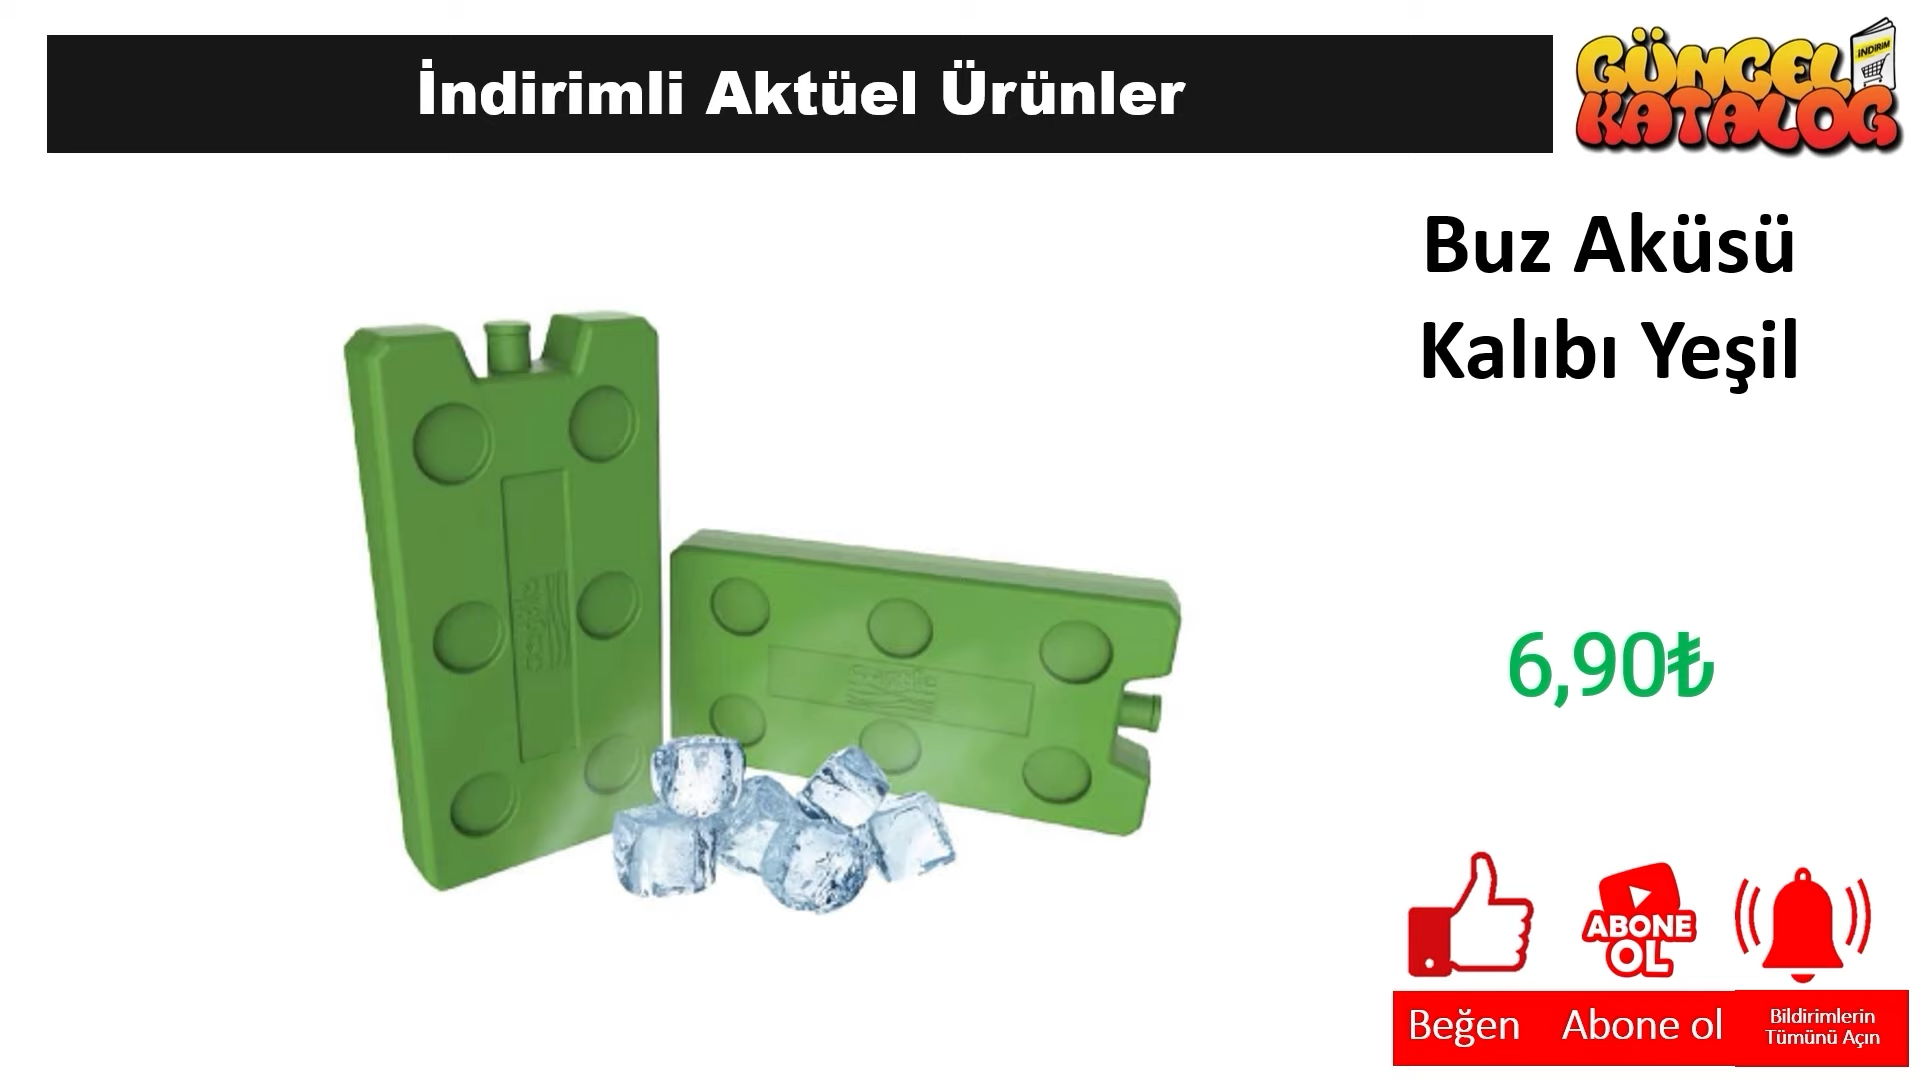 İndirimli Aktüel Ürünler
GÜNCEL
KATALOG
İNDİRİM
Buz Aküsü
Kalıbı Yeşil
6,90₺
ABONE
OL
Beğen
Abone ol
Bildirimlerin
Tümünü Açın